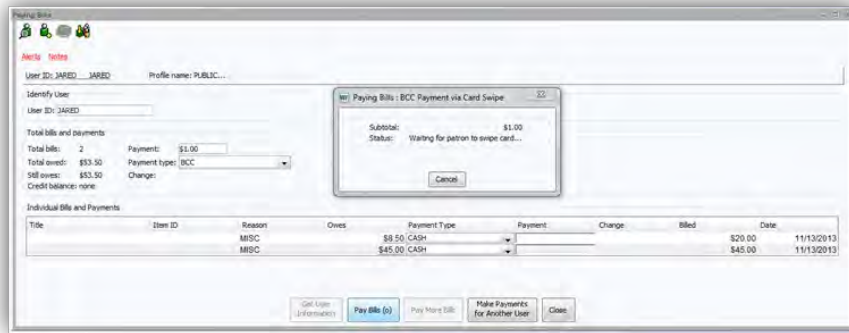 Paying Bills
Alerts Notes
User ID: JARED JARED Profile name: PUBLIC...
Identify User
User ID: JARED
Total bills and payments
Total bills: 2 Payment: $1.00
Total owed: $53.50 Payment type: BCC
Still owes: $53.50 Change:
Credit balance: none
Paying Bills : BCC Payment via Card Swipe
Subtotal: $1.00
Status: Waiting for patron to swipe card...
Cancel
Individual Bills and Payments
Title Item ID Reason Owes Payment Type Payment Change Billed Date
MISC $8.50 CASH $20.00 11/13/2013
MISC $45.00 CASH $45.00 11/13/2013
Get User Information
Pay Bills (o)
Pay More Bills
Make Payments
for Another User
Close